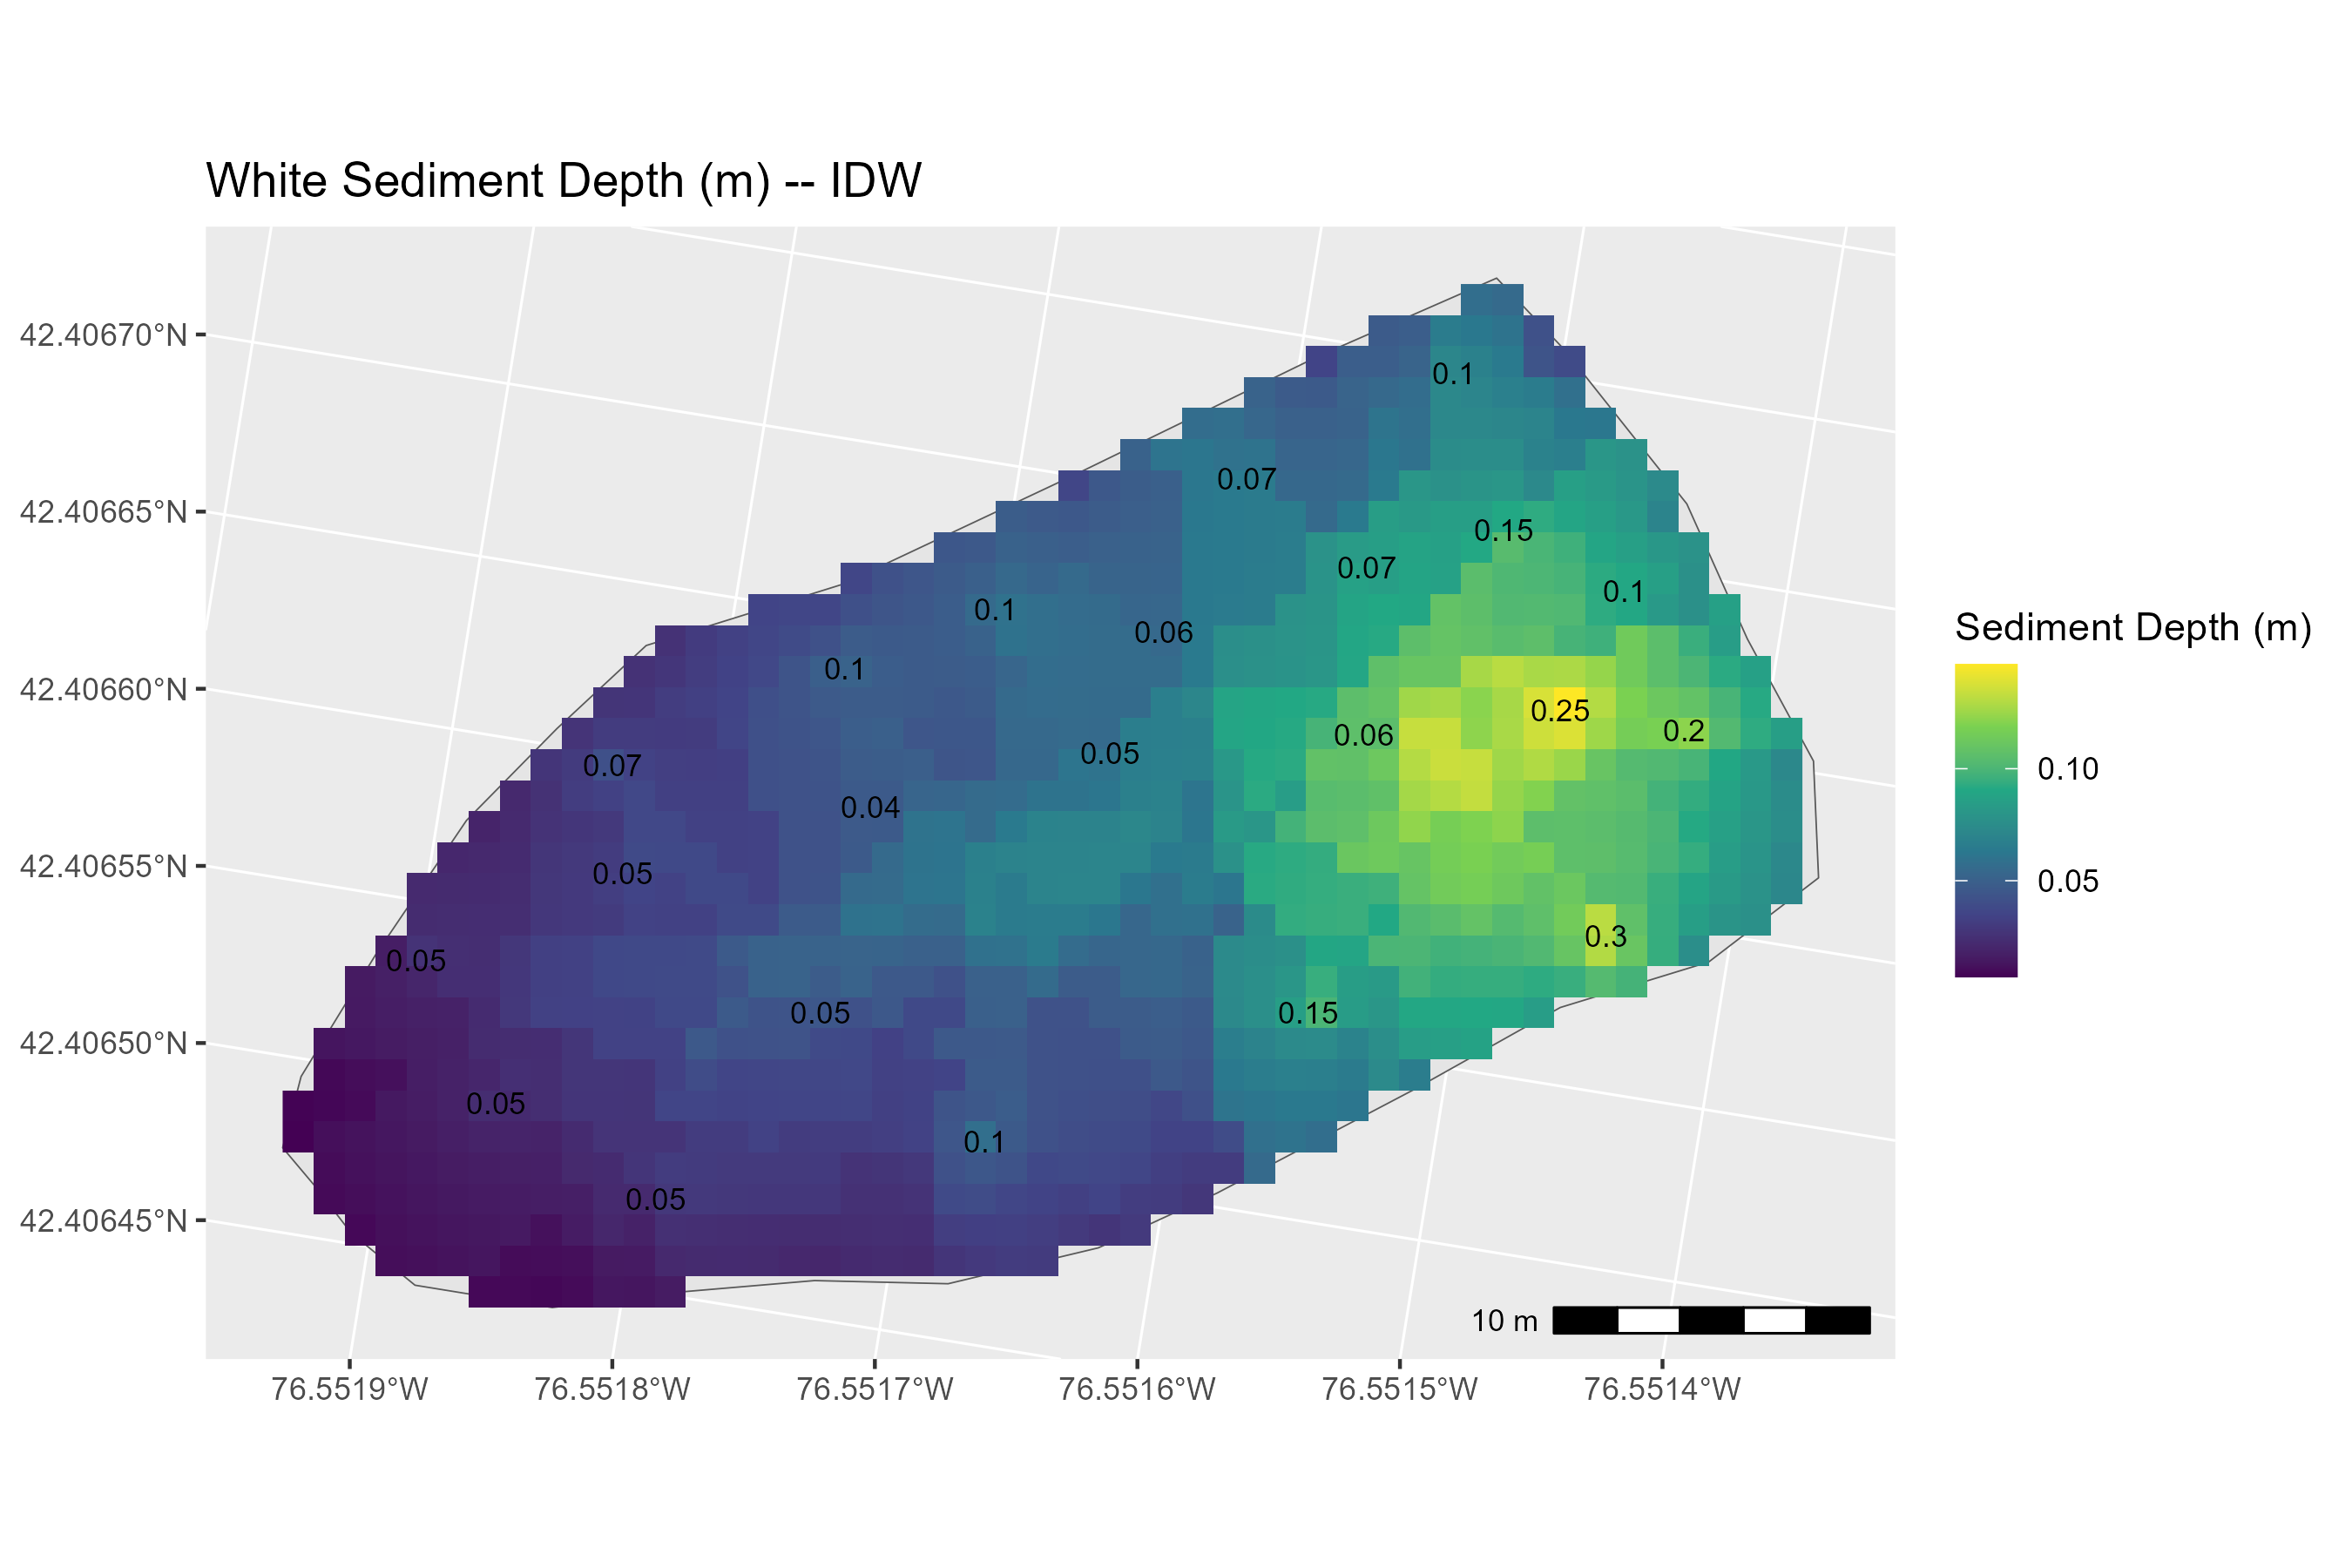 White Sediment Depth (m) -- IDW
42.40670°N
42.40665°N
42.40660°N
42.40655°N
42.40650°N
42.40645°N
0.1
0.07
0.15
0.07
0.1
0.1
0.06
0.1
0.25
0.2
0.06
0.05
0.07
0.04
0.05
0.3
0.05
0.05
0.15
0.05
0.1
0.05
10 m
76.5519°W
76.5518°W
76.5517°W
76.5516°W
76.5515°W
76.5514°W
Sediment Depth (m)
0.10
0.05